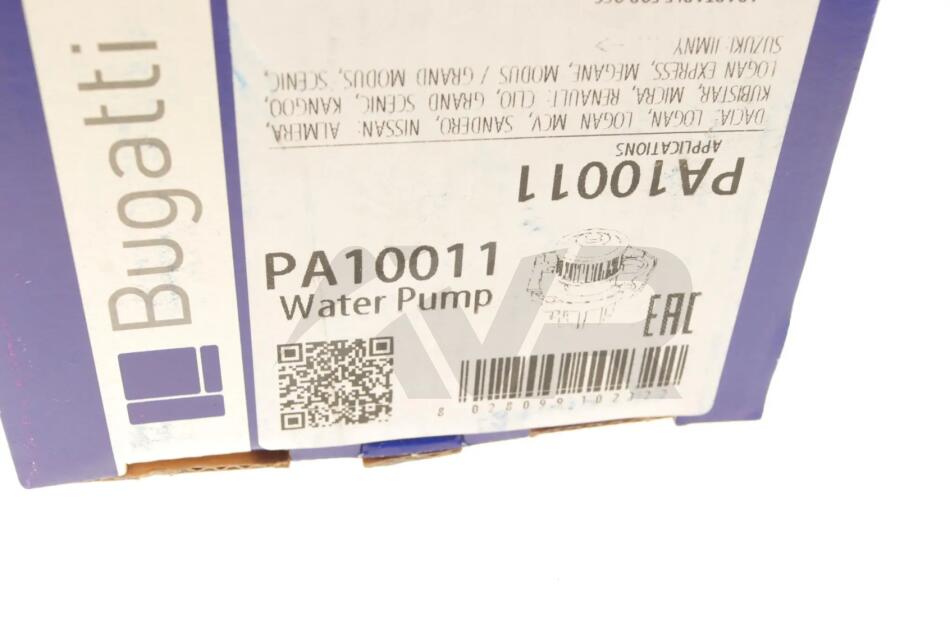 Bugatti
PA10011
Water Pump
EAC
PA10011
APPLICATIONS
DACIA: LOGAN, LOGAN MCV, SANDERO, NISSAN: ALMERA,
KUBISTAR, MICRA, RENAULT: CLIO, GRAND SCENIC, KANGOO,
LOGAN EXPRESS, MEGANE, MODUS / GRAND MODUS, SCENIC,
SUZUKI: JIMNY
KVR